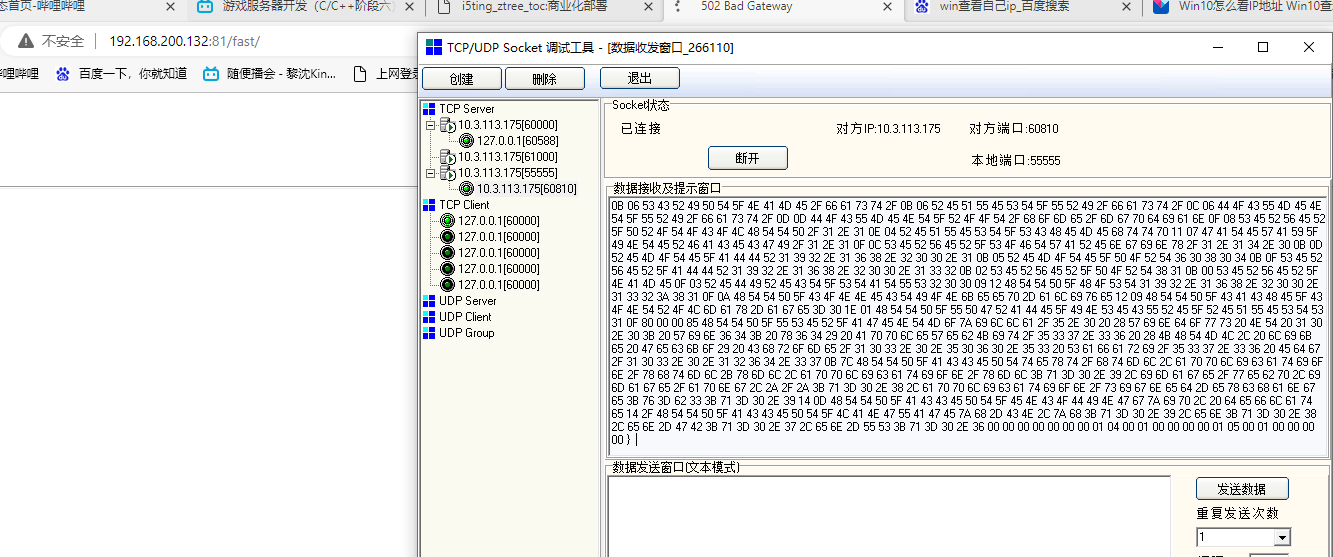 态首页-哔哩哔哩
游戏服务器开发（C/C++阶段六）
i5ting_ztree_toc:商业化部署
502 Bad Gateway
win查看自己ip_百度搜索
Win10怎么看IP地址 Win10查
不安全
192.168.200.132:81/fast/
哔哩哔哩
百度一下，你就知道
随便播会 - 黎沈Kin...
上网登录
TCP/UDP Socket 调试工具 - [数据收发窗口_266110]
创建
删除
退出
TCP Server
10.3.113.175[60000]
127.0.0.1[60588]
10.3.113.175[61000]
10.3.113.175[55555]
10.3.113.175[60810]
TCP Client
127.0.0.1[60000]
127.0.0.1[60000]
127.0.0.1[60000]
127.0.0.1[60000]
127.0.0.1[60000]
UDP Server
UDP Client
UDP Group
Socket状态
已连接
对方IP:10.3.113.175
对方端口:60810
断开
本地端口:55555
数据接收及提示窗口
0B 06 53 43 52 49 50 54 5F 4E 41 4D 45 2F 66 61 73 74 2F 0B 06 52 45 51 55 45 53 54 5F 55 52 49 2F 66 61 73 74 2F 0C 06 44 4F 43 55 4D 45 4E
54 5F 55 52 49 2F 66 61 73 74 2F 0D 0D 44 4F 43 55 4D 45 4E 54 5F 52 4F 4F 54 2F 68 6F 6D 65 2F 6D 67 70 64 69 61 6E 0F 08 53 45 52 56 45 52
5F 50 52 4F 54 4F 43 4F 4C 48 54 54 50 2F 31 2E 31 0E 04 52 45 51 55 45 53 54 5F 53 43 48 45 4D 45 68 74 74 70 11 07 47 41 54 45 57 41 59 5F
49 4E 54 45 52 46 41 43 45 43 47 49 2F 31 2E 31 0F 0C 53 45 52 56 45 52 5F 53 4F 46 54 57 41 52 45 6E 67 69 6E 78 2F 31 2E 31 34 2E 30 0B 0D
52 45 4D 4F 54 45 5F 41 44 44 52 31 39 32 2E 31 36 38 2E 32 30 30 2E 31 0B 05 52 45 4D 4F 54 45 5F 50 4F 52 54 36 30 38 30 34 0B 0F 53 45 52
56 45 52 5F 41 44 44 52 31 39 32 2E 31 36 38 2E 32 30 30 2E 31 33 32 0B 02 53 45 52 56 45 52 5F 50 4F 52 54 38 31 0B 00 53 45 52 56 45 52 5F
4E 41 4D 45 0F 03 52 45 44 49 52 45 43 54 5F 53 54 41 54 55 53 32 30 30 09 12 48 54 54 50 5F 48 4F 53 54 31 39 32 2E 31 36 38 2E 32 30 30 2E
31 33 32 3A 38 31 0F 0A 48 54 54 50 5F 43 4F 4E 4E 45 43 54 49 4F 4E 6B 65 65 70 2D 61 6C 69 76 65 12 09 48 54 54 50 5F 43 41 43 48 45 5F 43
4F 4E 54 52 4F 4C 6D 61 78 2D 61 67 65 3D 30 1E 01 48 54 54 50 5F 55 50 47 52 41 44 45 5F 49 4E 53 45 43 55 52 45 5F 52 45 51 55 45 53 54 53
31 0F 80 00 00 85 48 54 54 50 5F 55 53 45 52 5F 41 47 45 4E 54 4D 6F 7A 69 6C 6C 61 2F 35 2E 30 20 28 57 69 6E 64 6F 77 73 20 4E 54 20 31 30
2E 30 3B 20 57 69 6E 36 34 3B 20 78 36 34 29 20 41 70 70 6C 65 57 65 62 4B 69 74 2F 35 33 37 2E 33 36 20 28 4B 48 54 4D 4C 2C 20 6C 69 6B
65 20 47 65 63 6B 6F 29 20 43 68 72 6F 6D 65 2F 31 30 33 2E 30 2E 35 30 36 30 2E 35 33 20 53 61 66 61 72 69 2F 35 33 37 2E 33 36 20 45 64 67
2F 31 30 33 2E 30 2E 31 32 36 34 2E 33 37 0B 7C 48 54 54 50 5F 41 43 43 45 50 54 74 65 78 74 2F 68 74 6D 6C 2C 61 70 70 6C 69 63 61 74 69 6F
6E 2F 78 68 74 6D 6C 2B 78 6D 6C 2C 61 70 70 6C 69 63 61 74 69 6F 6E 2F 78 6D 6C 3B 71 3D 30 2E 39 2C 69 6D 61 67 65 2F 77 65 62 70 2C 69
6D 61 67 65 2F 61 70 6E 67 2C 2A 2F 2A 3B 71 3D 30 2E 38 2C 61 70 70 6C 69 63 61 74 69 6F 6E 2F 73 69 67 6E 65 64 2D 65 78 63 68 61 6E 67
65 3B 76 3D 62 33 3B 71 3D 30 2E 39 14 0D 48 54 54 50 5F 41 43 43 45 50 54 5F 45 4E 43 4F 44 49 4E 47 67 7A 69 70 2C 20 64 65 66 6C 61 74
65 14 2F 48 54 54 50 5F 41 43 43 45 50 54 5F 4C 41 4E 47 55 41 47 45 7A 68 2D 43 4E 2C 7A 68 3B 71 3D 30 2E 39 2C 65 6E 3B 71 3D 30 2E 38
2C 65 6E 2D 47 42 3B 71 3D 30 2E 37 2C 65 6E 2D 55 53 3B 71 3D 30 2E 36 00 00 00 00 00 00 00 01 04 00 01 00 00 00 00 01 05 00 01 00 00 00
00 00 }
数据发送窗口(文本模式)
发送数据
重复发送次数
1